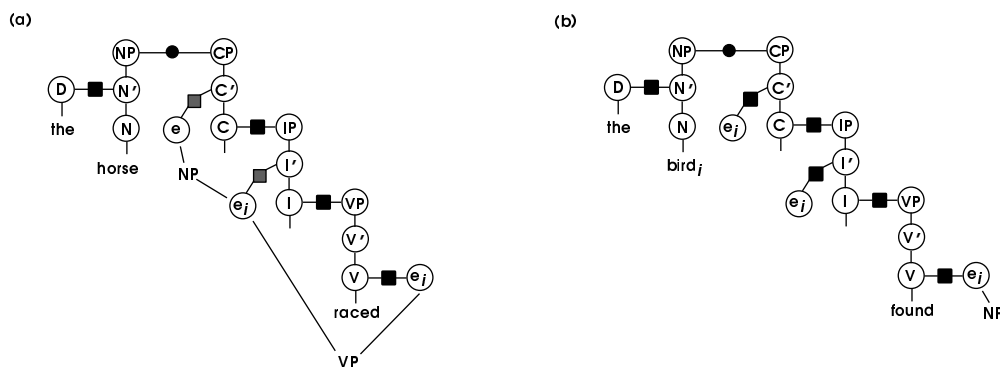 (a)
NP CP
D N' C'
the
N e C IP
horse
NP I'
e i I VP
V'
V e i
raced
VP
(b)
NP CP
D N' C'
the
N e i C IP
bird i
I'
e i I VP
V'
V e i
found
NP